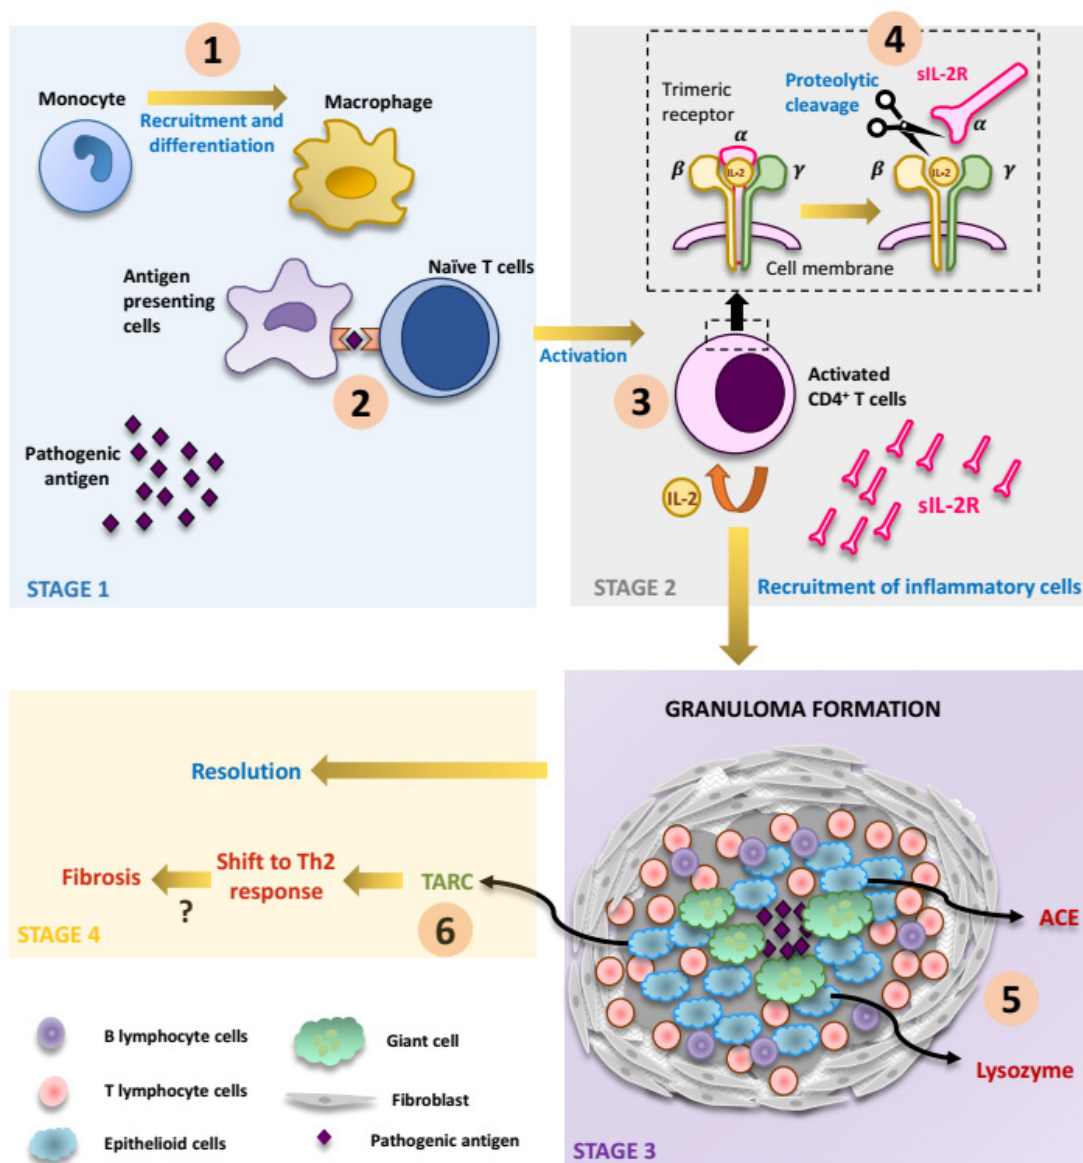 1
Monocyte
Recruitment and
differentiation
Macrophage
Antigen
presenting
cells
Naïve T cells
2
Pathogenic
antigen
STAGE 1
Activation
4
Trimeric
receptor
Proteolytic
cleavage
sIL-2R
α
α
β
IL-2
γ
β
IL-2
γ
Cell membrane
3
Activated
CD4⁺ T cells
IL-2
sIL-2R
STAGE 2
Recruitment of inflammatory cells
GRANULOMA FORMATION
ACE
5
Lysozyme
STAGE 3
Resolution
Fibrosis
?
Shift to Th2
response
TARC
6
STAGE 4
B lymphocyte cells
T lymphocyte cells
Epithelioid cells
Giant cell
Fibroblast
Pathogenic antigen